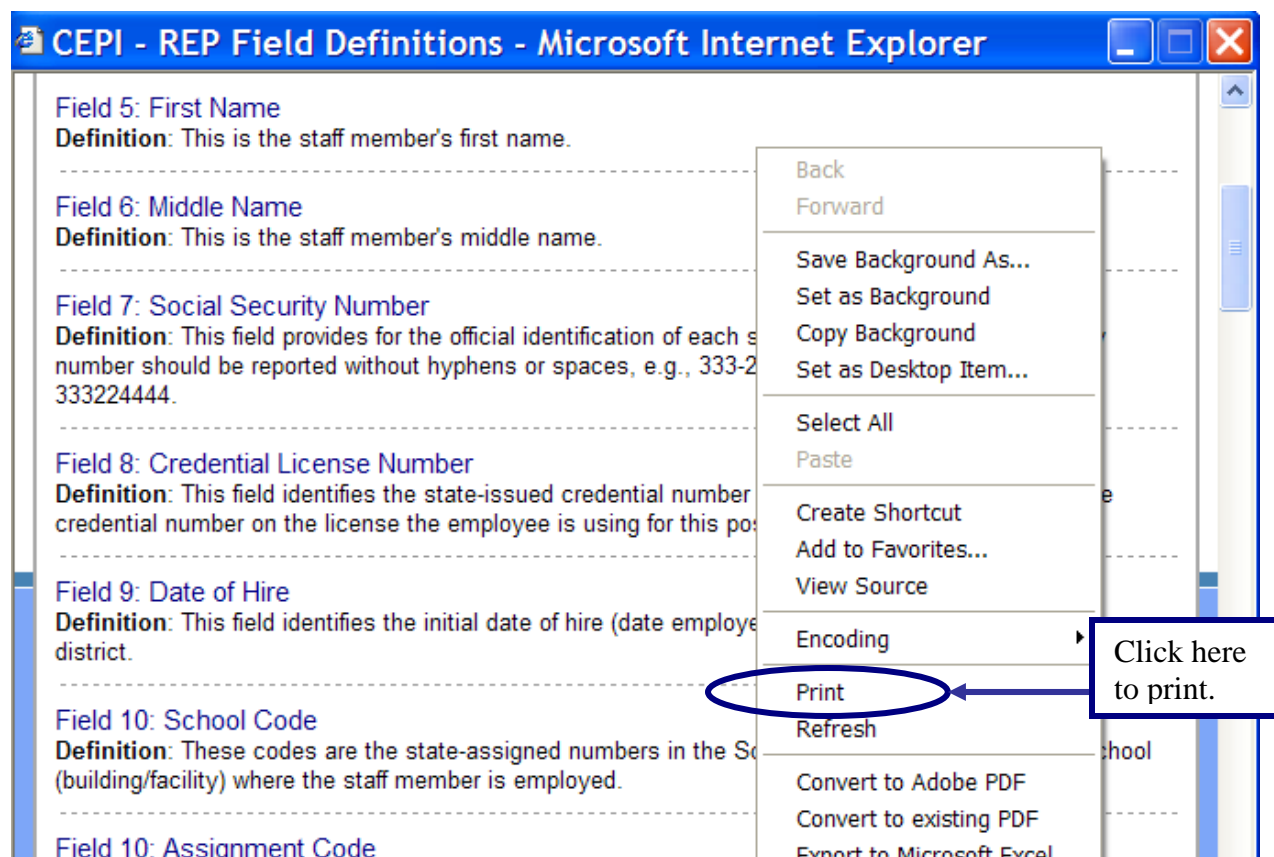 CEPI - REP Field Definitions - Microsoft Internet Explorer
Field 5: First Name
Definition: This is the staff member's first name.
Field 6: Middle Name
Definition: This is the staff member's middle name.
Field 7: Social Security Number
Definition: This field provides for the official identification of each
number should be reported without hyphens or spaces, e.g., 333-2
333224444.
Field 8: Credential License Number
Definition: This field identifies the state-issued credential number
credential number on the license the employee is using for this
Field 9: Date of Hire
Definition: This field identifies the initial date of hire (date
district.
Field 10: School Code
Definition: These codes are the state-assigned numbers in the
(building/facility) where the staff member is employed.
Field 10: Assignment Code
Back
Forward
Save Background As...
Set as Background
Copy Background
Set as Desktop Item...
Select All
Paste
Create Shortcut
Add to Favorites...
View Source
Encoding
Print
Refresh
Convert to Adobe PDF
Convert to existing PDF
Export to Microsoft Excel
Click here
to print.